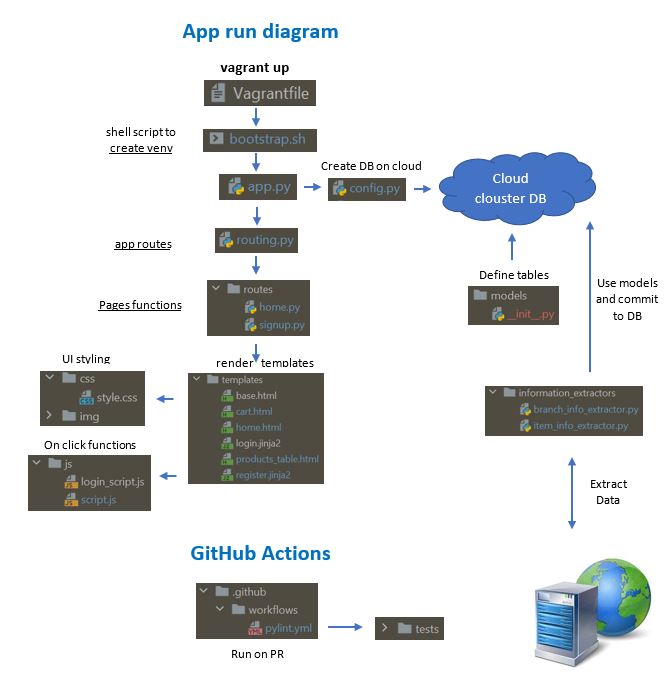 App run diagram
vagrant up
Vagrantfile
shell script to
create venv
bootstrap.sh
Create DB on cloud
app.py
config.py
Cloud
clouster DB
app routes
routing.py
Define tables
models
__init__.py
Use models
and commit
to DB
Pages functions
routes
home.py
signup.py
UI styling
css
style.css
img
render templates
templates
base.html
cart.html
home.html
login.jinja2
products_table.html
register.jinja2
On click functions
js
login_script.js
script.js
information_extractors
branch_info_extractor.py
item_info_extractor.py
Extract
Data
GitHub Actions
.github
workflows
pylint.yml
tests
Run on PR